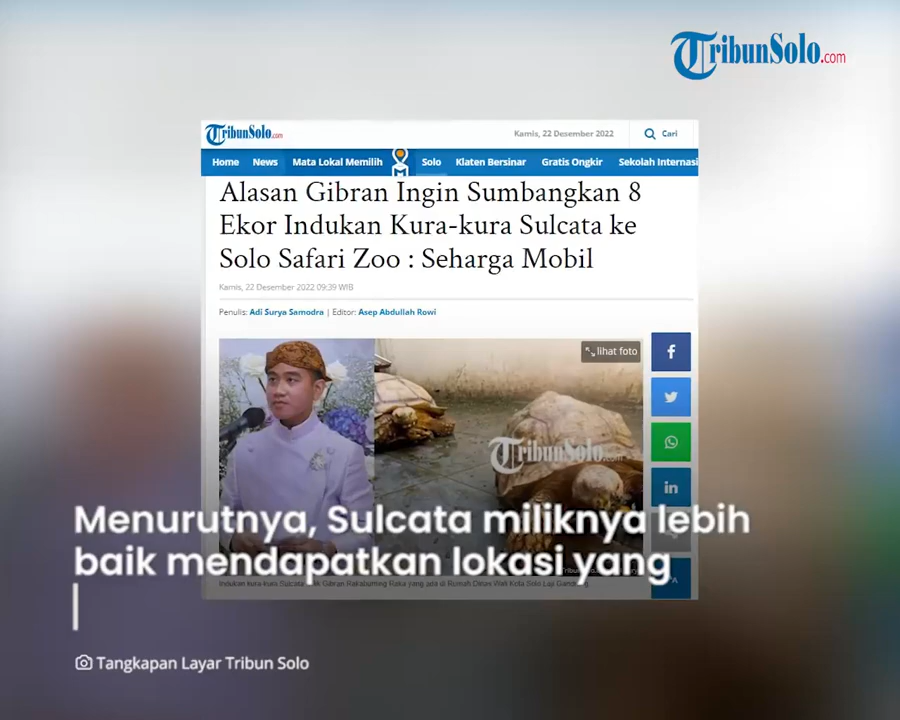 TribunSolo.com
TribunSolo.com
Kamis, 22 Desember 2022
Cari
Home News Mata Lokal Memilih Solo Klaten Bersinar Gratis Ongkir Sekolah Internasi
Alasan Gibran Ingin Sumbangkan 8
Ekor Indukan Kura-kura Sulcata ke
Solo Safari Zoo : Seharga Mobil
Kamis, 22 Desember 2022 09:39 WIB
Penulis: Adi Surya Samodra | Editor: Asep Abdullah Rowi
lihat foto
TribunSolo.com
Menurutnya, Sulcata miliknya lebih
baik mendapatkan lokasi yang
Tangkapan Layar Tribun Solo